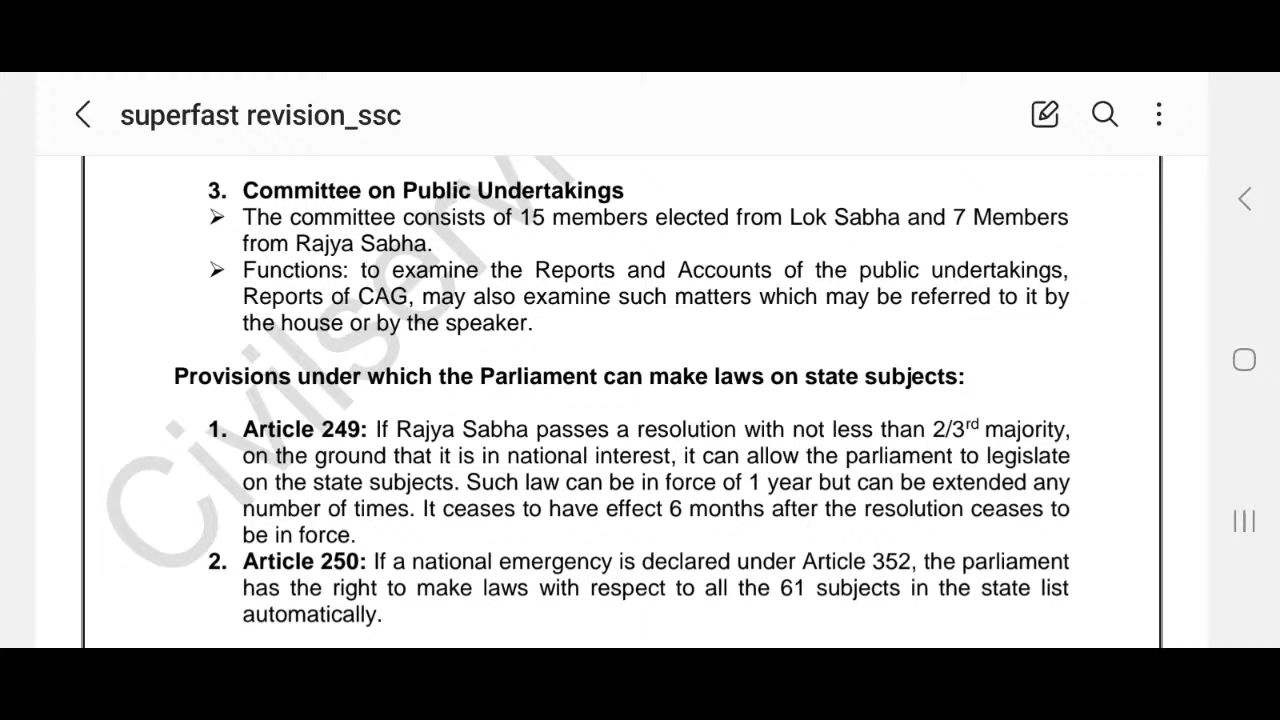 superfast revision_ssc
3. Committee on Public Undertakings
➢ The committee consists of 15 members elected from Lok Sabha and 7 Members
from Rajya Sabha.
➢ Functions: to examine the Reports and Accounts of the public undertakings,
Reports of CAG, may also examine such matters which may be referred to it by
the house or by the speaker.
Provisions under which the Parliament can make laws on state subjects:
1. Article 249: If Rajya Sabha passes a resolution with not less than 2/3rd majority,
on the ground that it is in national interest, it can allow the parliament to legislate
on the state subjects. Such law can be in force of 1 year but can be extended any
number of times. It ceases to have effect 6 months after the resolution ceases to
be in force.
2. Article 250: If a national emergency is declared under Article 352, the parliament
has the right to make laws with respect to all the 61 subjects in the state list
automatically.